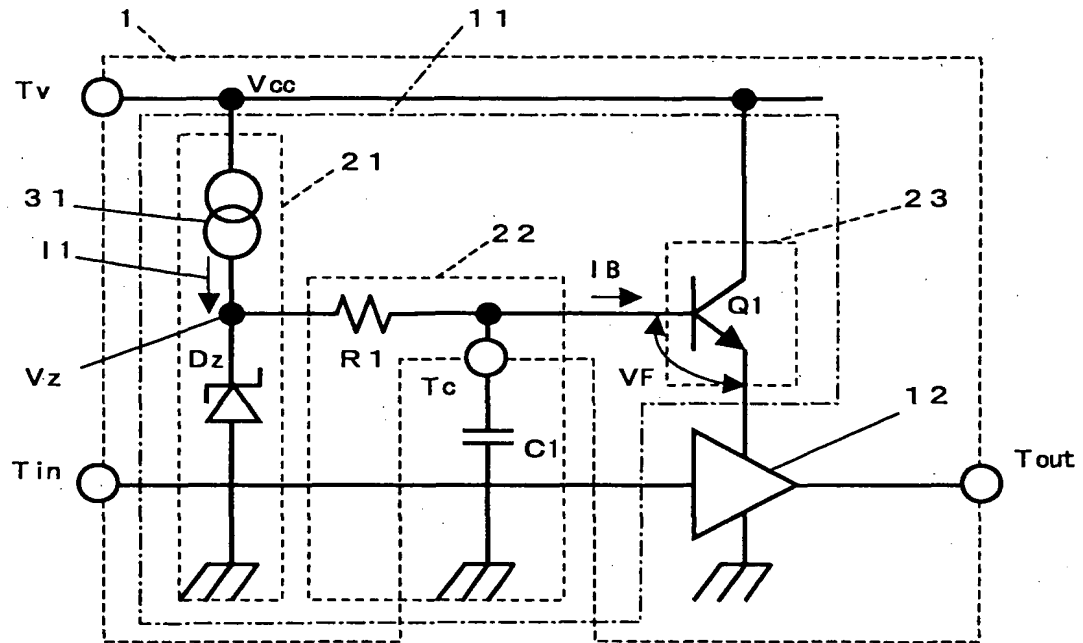 1
11
Tv
Vcc
21
31
23
22
I1
IB
Q1
R1
Vz
Dz
Tc
VF
12
C1
Tin
Tout